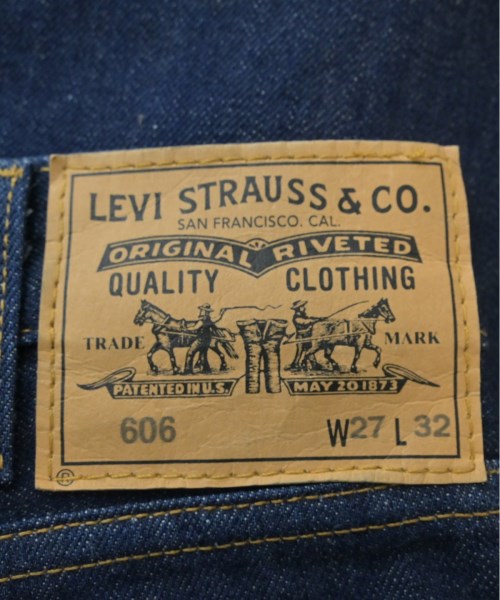 LEVI STRAUSS & CO.
SAN FRANCISCO. CAL.
ORIGINAL RIVETED
QUALITY CLOTHING
TRADE MARK
PATENTED IN U.S. MAY 20 1873
606 W27 L 32
©